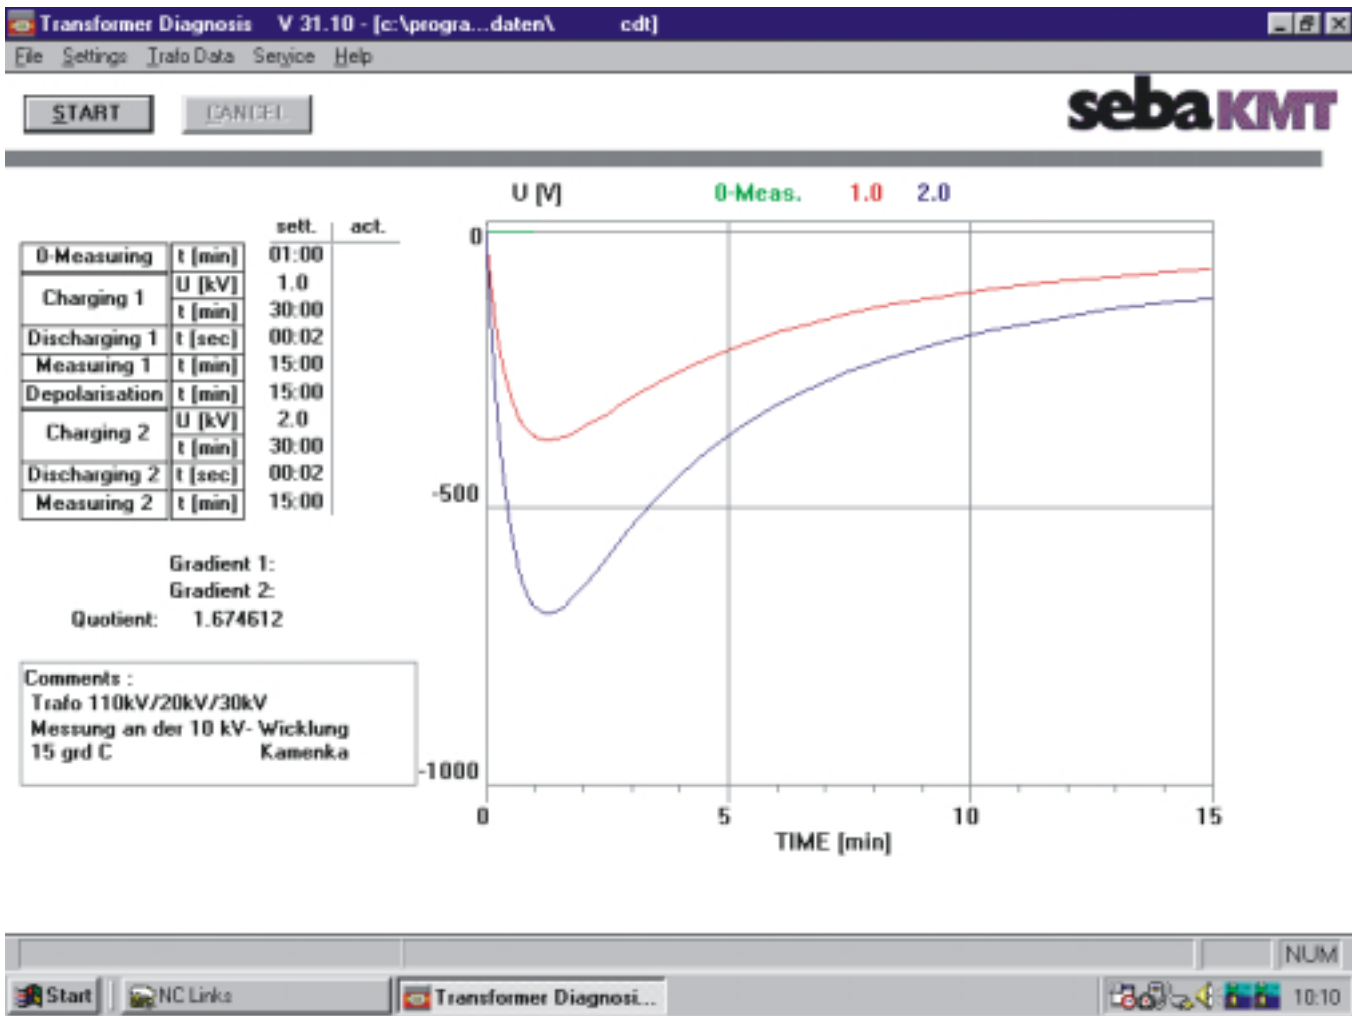 Transformer Diagnosis V 31.10 - [c:\progra...daten\ cdt]
File Settings Trafo Data Service Help
START CANCEL
sebaKMT
U [V] 0-Meas. 1.0 2.0
sett. act.
0-Measuring t [min] 01:00
Charging 1 U [kV] 1.0
t [min] 30:00
Discharging 1 t [sec] 00:02
Measuring 1 t [min] 15:00
Depolarisation t [min] 15:00
Charging 2 U [kV] 2.0
t [min] 30:00
Discharging 2 t [sec] 00:02
Measuring 2 t [min] 15:00
Gradient 1:
Gradient 2:
Quotient: 1.674612
Comments :
Trafo 110kV/20kV/30kV
Messung an der 10 kV- Wicklung
15 grd C Kamenka
0
-500
-1000
0 5 10 15
TIME [min]
NUM
Start NC Links Transformer Diagnosi... 10:10